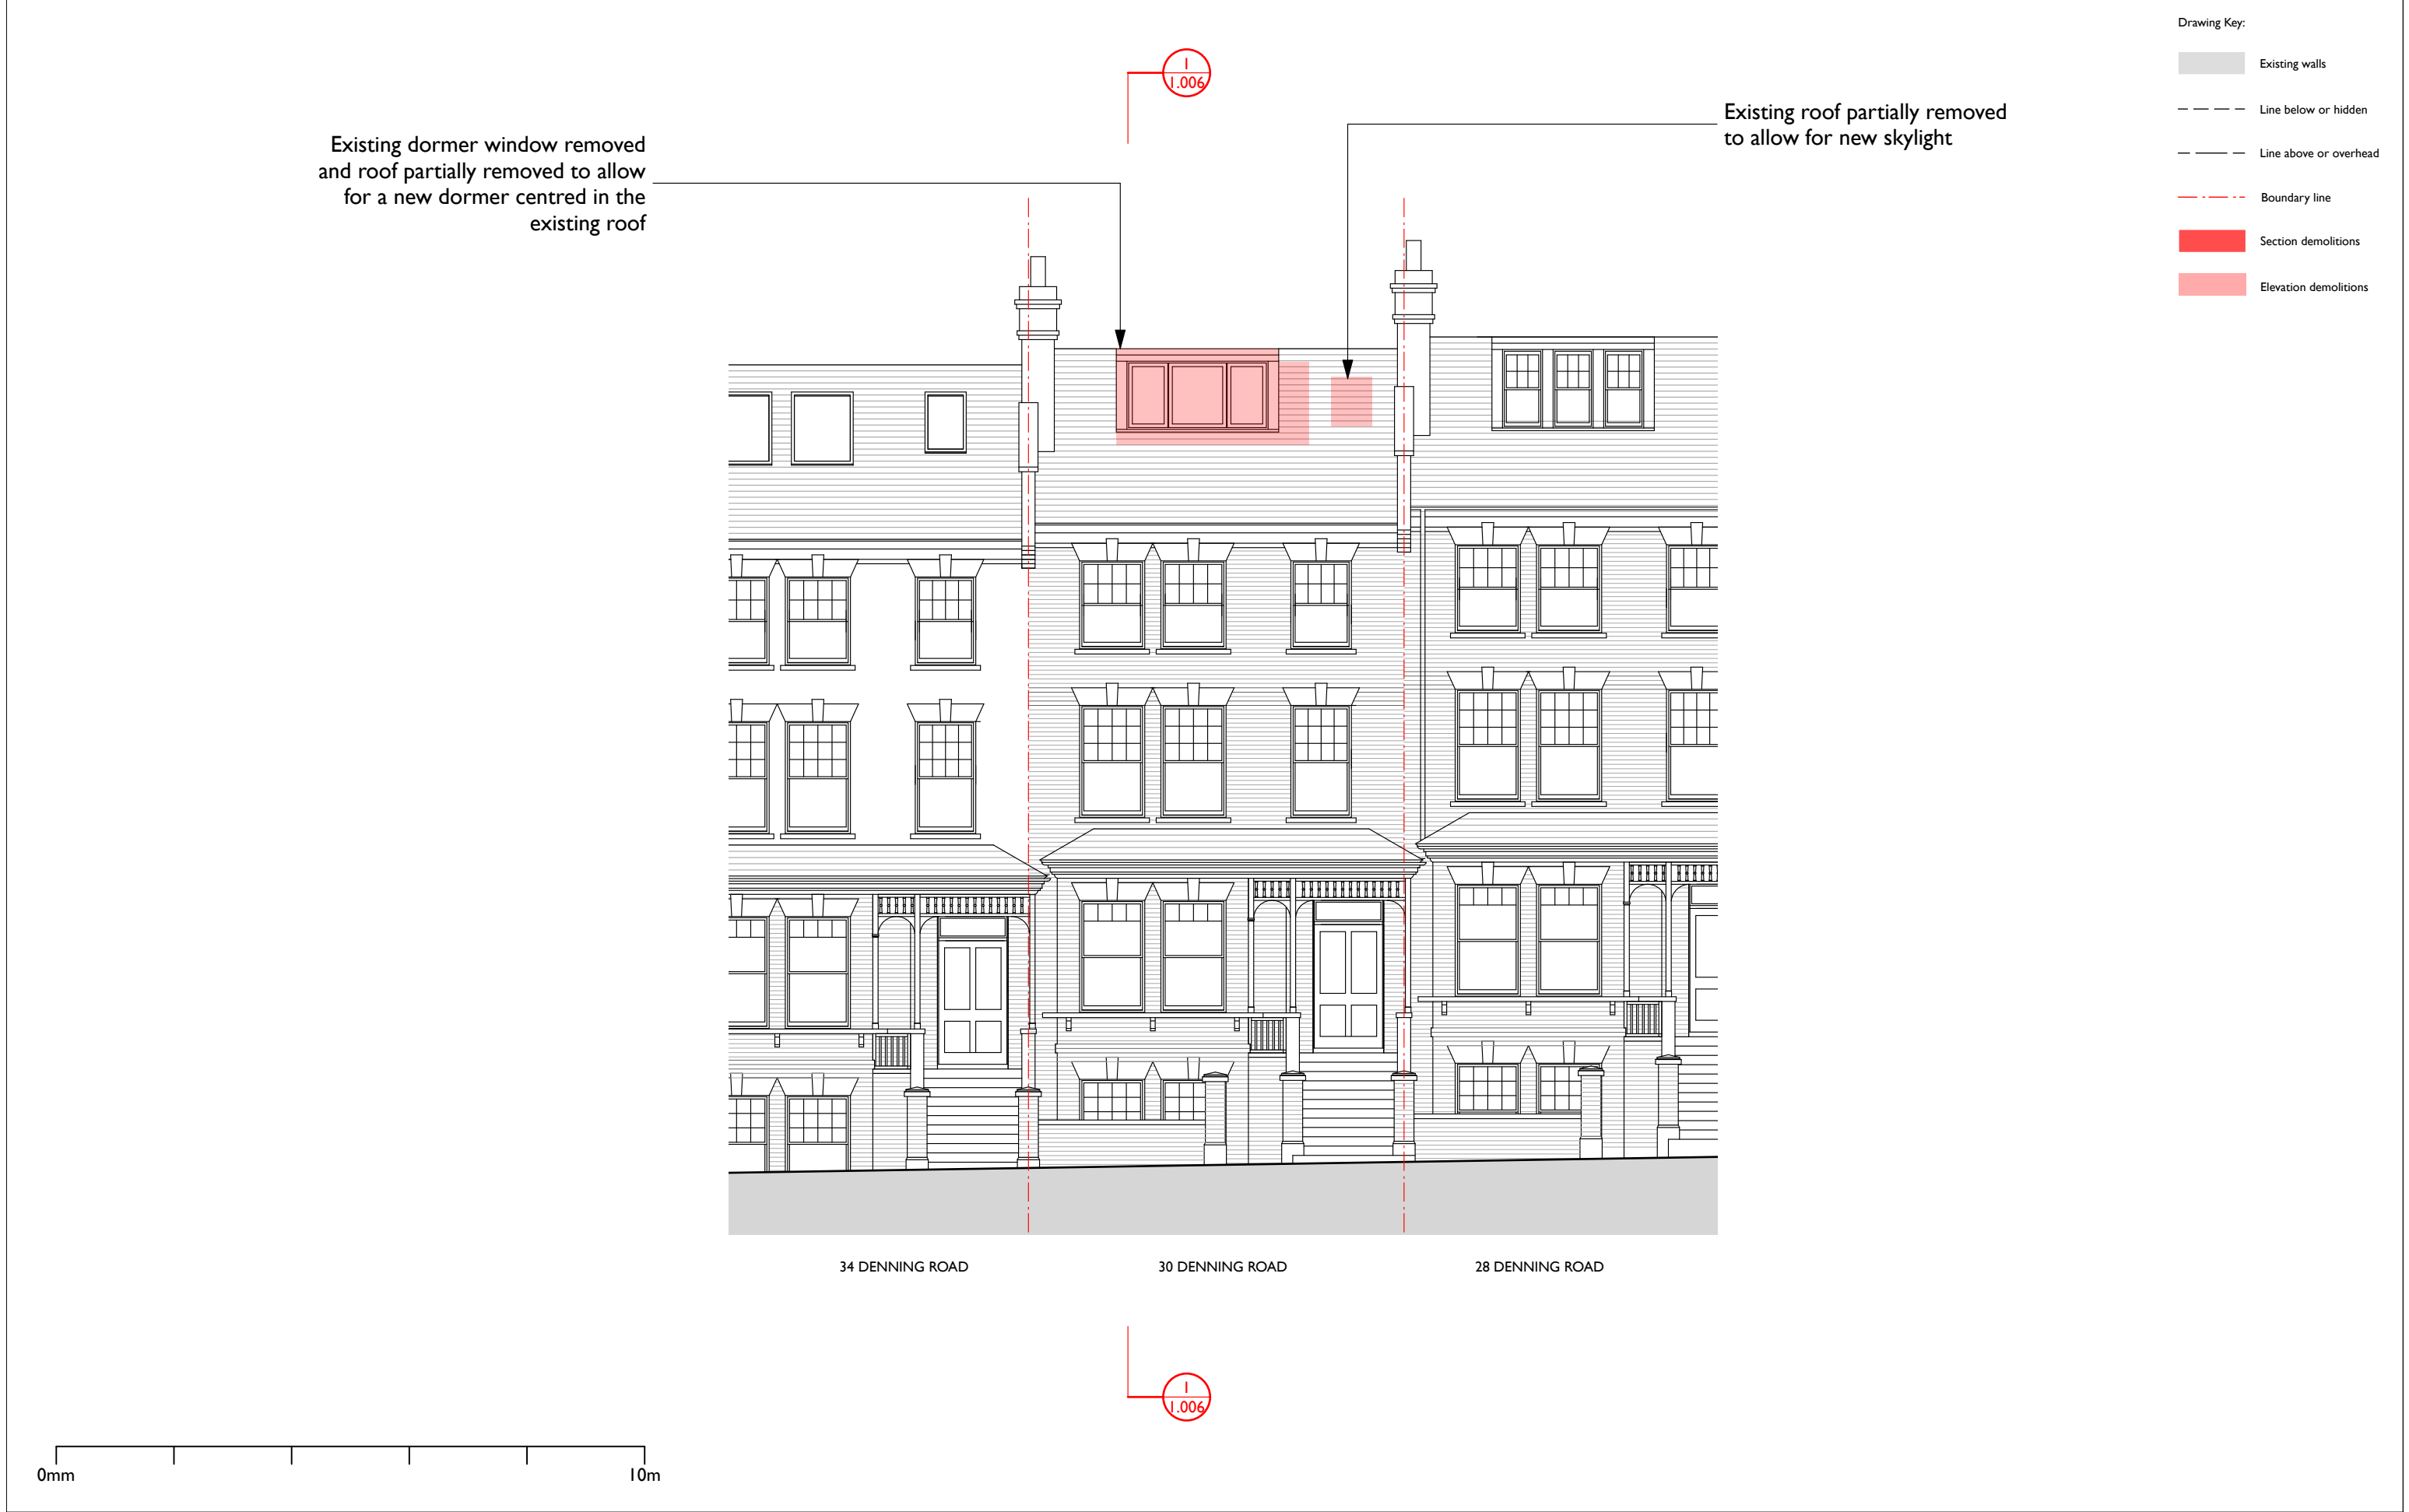 Drawing Key:
Existing walls
Line below or hidden
Line above or overhead
Boundary line
Section demolitions
Elevation demolitions
1
1.006
Existing roof partially removed
to allow for new skylight
Existing dormer window removed
and roof partially removed to allow
for a new dormer centred in the
existing roof
34 DENNING ROAD
30 DENNING ROAD
28 DENNING ROAD
1
1.006
0mm
10m